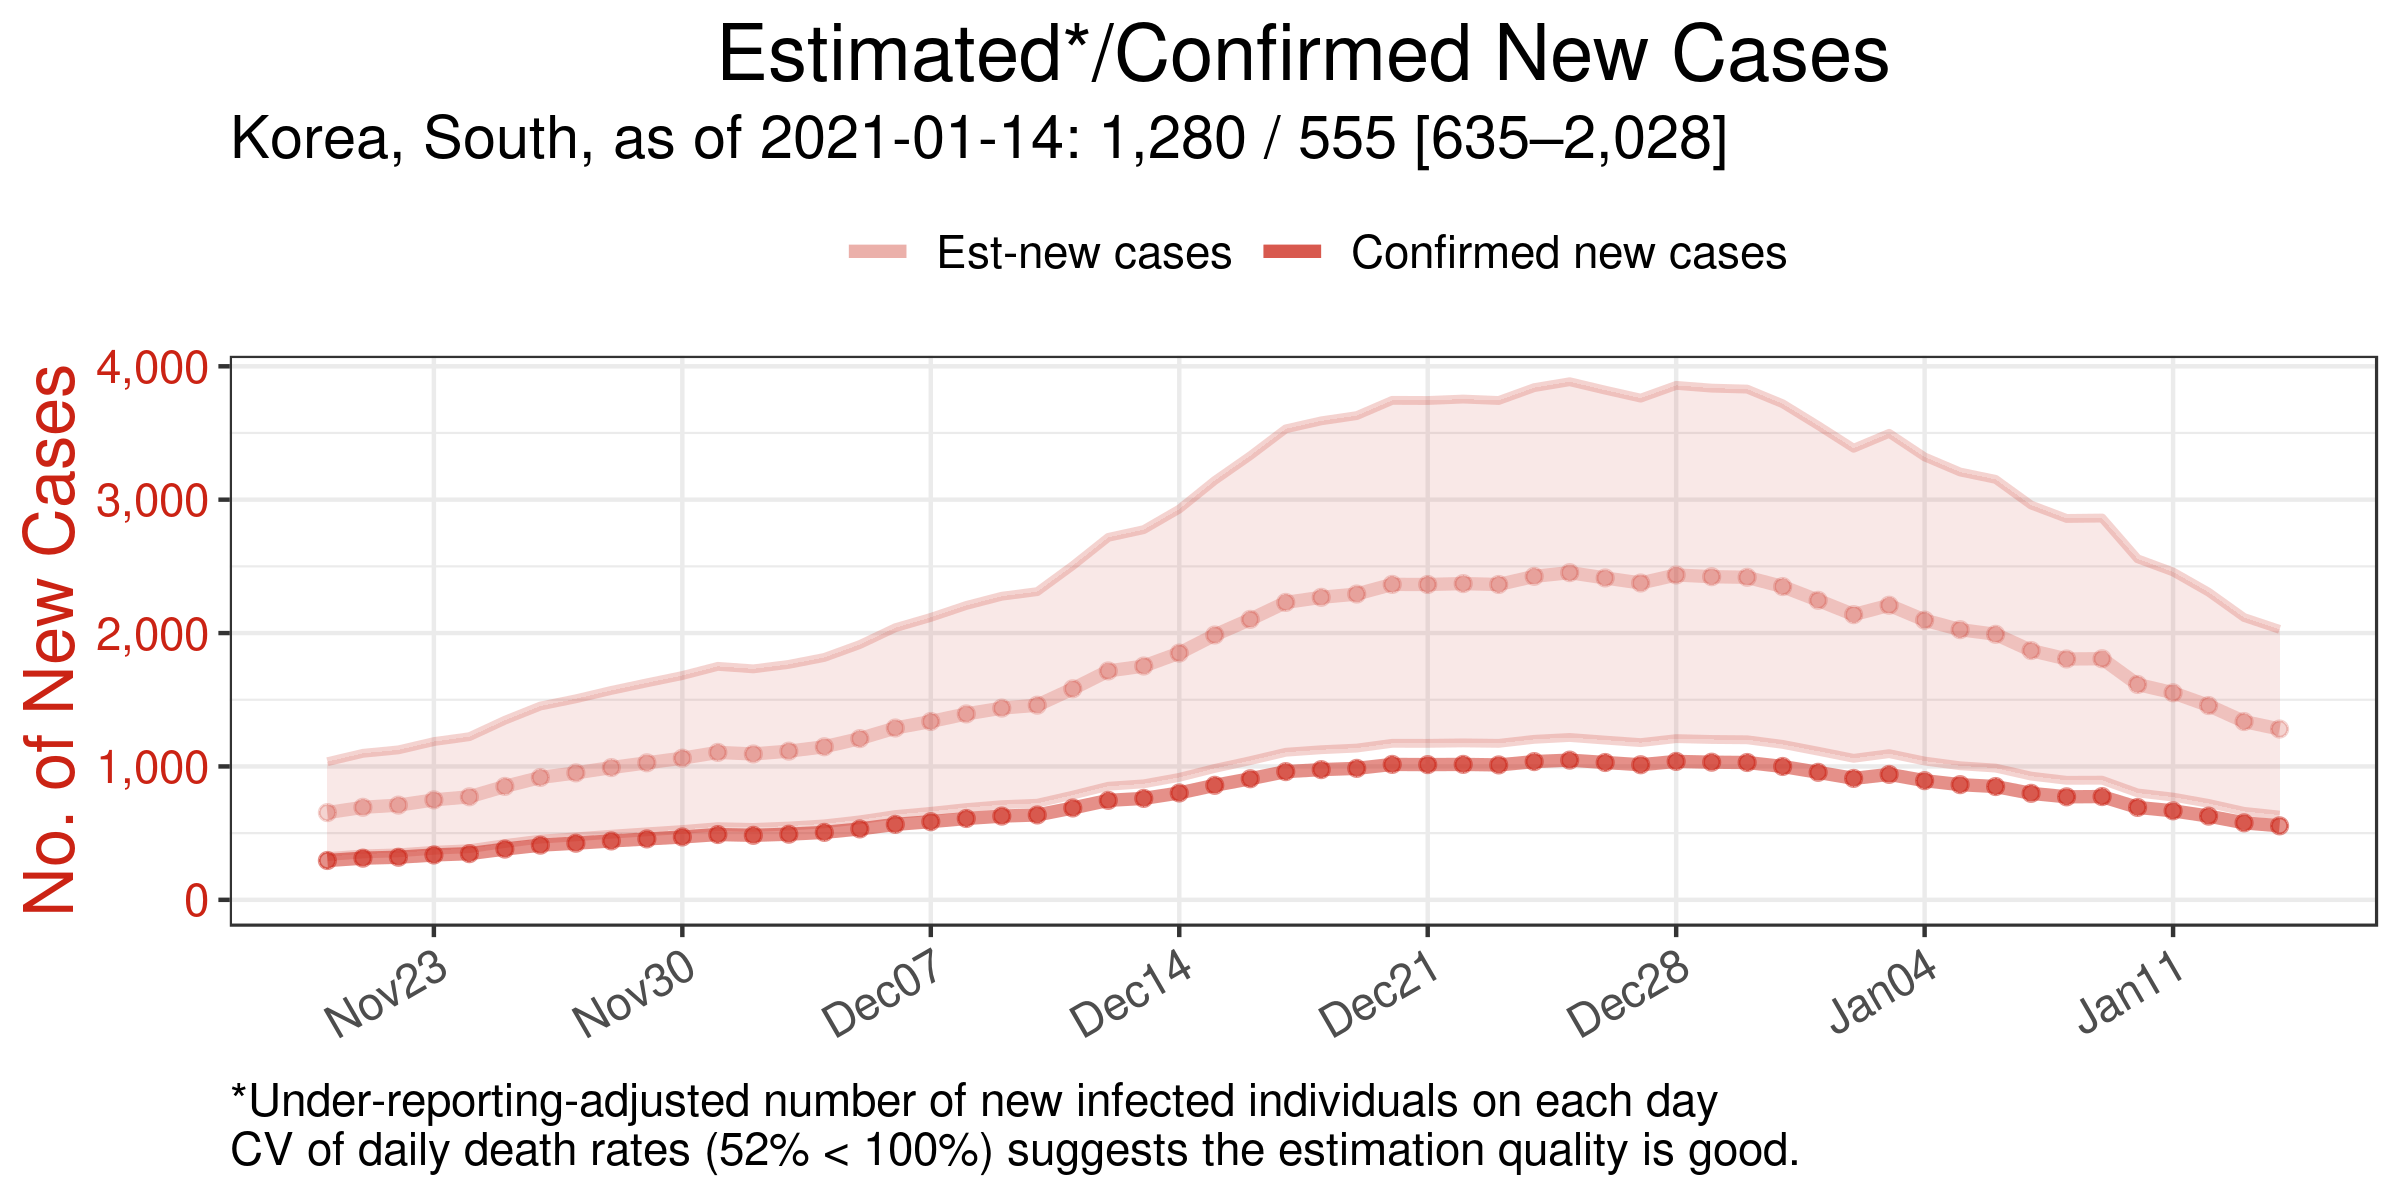 Estimated*/Confirmed New Cases
Korea, South, as of 2021-01-14: 1,280 / 555 [635–2,028]
Est-new cases
Confirmed new cases
No. of New Cases
4,000
3,000
2,000
1,000
0
Nov23
Nov30
Dec07
Dec14
Dec21
Dec28
Jan04
Jan11
*Under-reporting-adjusted number of new infected individuals on each day
CV of daily death rates (52% < 100%) suggests the estimation quality is good.